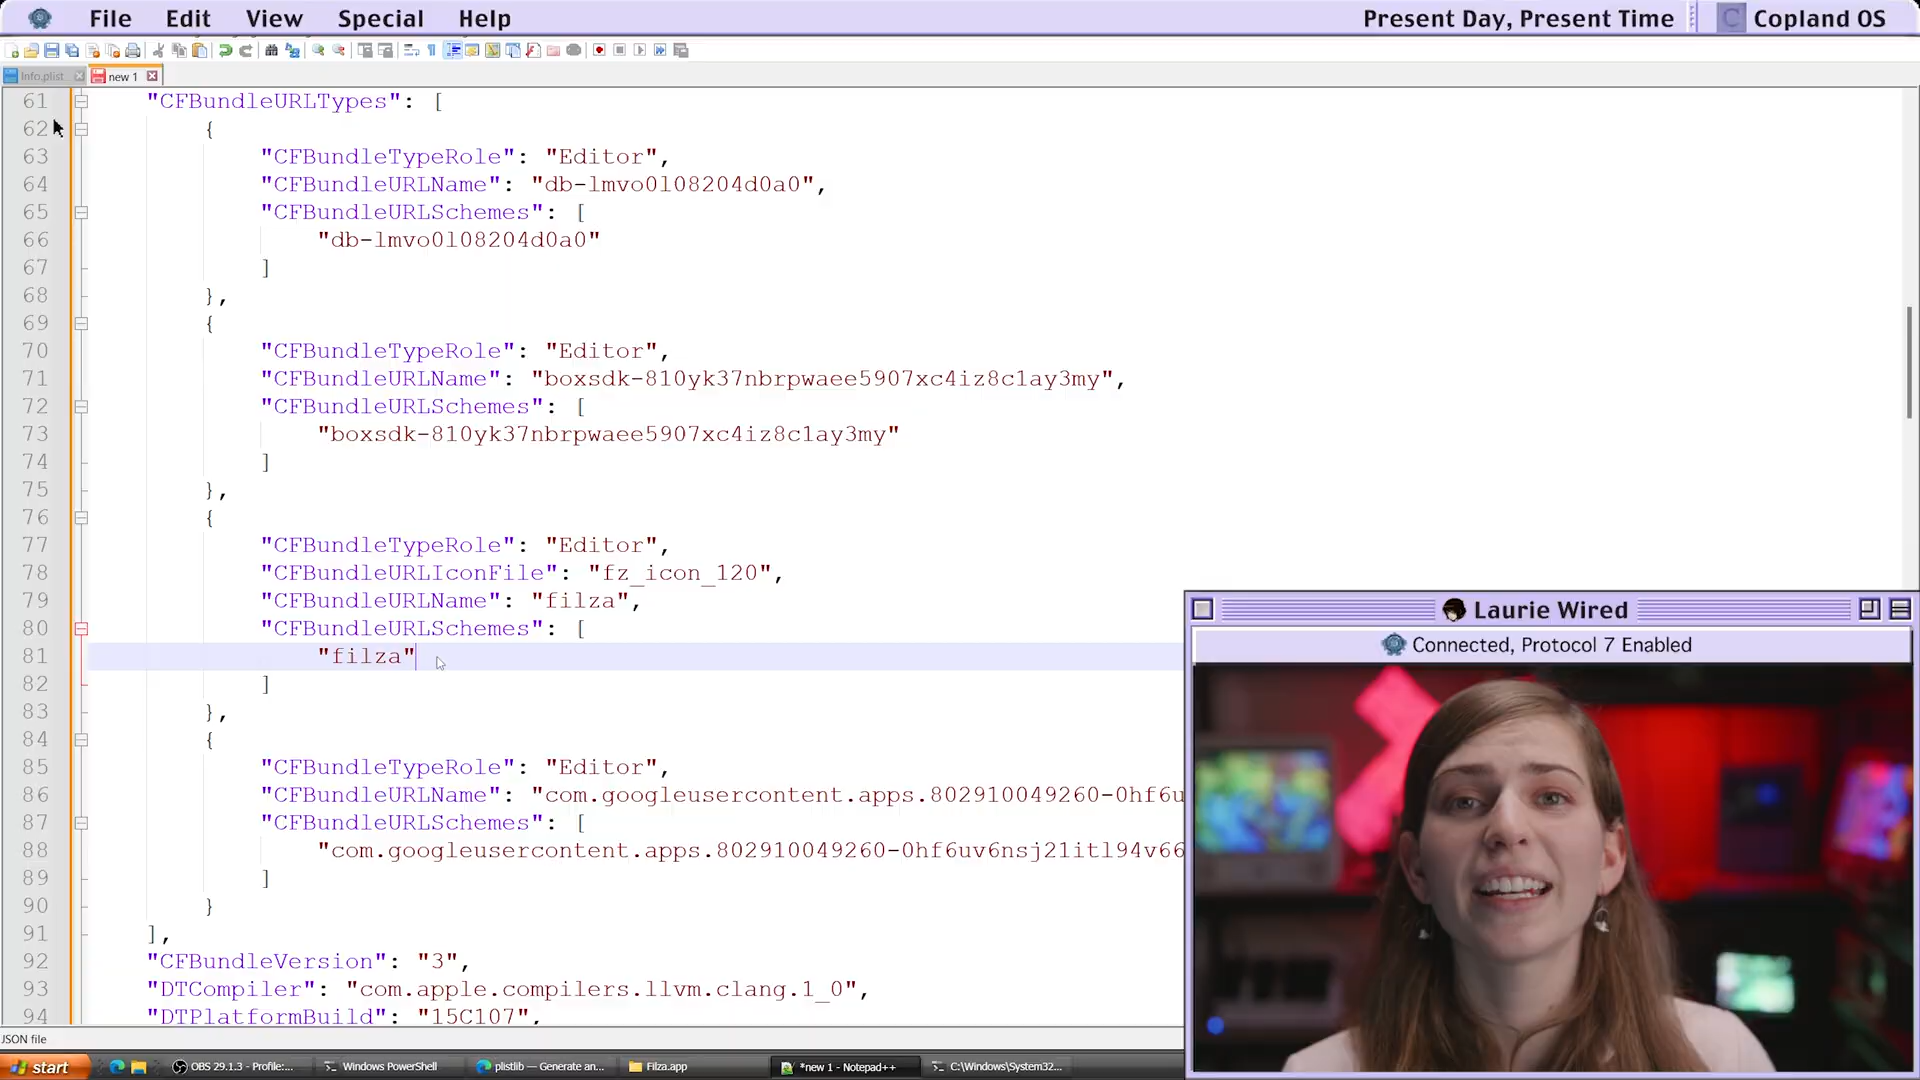 File Edit View Special Help Present Day, Present Time Copland OS
Info.plist new 1
61 "CFBundleURLTypes": [
62 {
63 "CFBundleTypeRole": "Editor",
64 "CFBundleURLName": "db-lmvo0l08204d0a0",
65 "CFBundleURLSchemes": [
66 "db-lmvo0l08204d0a0"
67 ]
68 },
69 {
70 "CFBundleTypeRole": "Editor",
71 "CFBundleURLName": "boxsdk-810yk37nbrpwaee5907xc4iz8c1ay3my",
72 "CFBundleURLSchemes": [
73 "boxsdk-810yk37nbrpwaee5907xc4iz8c1ay3my"
74 ]
75 },
76 {
77 "CFBundleTypeRole": "Editor",
78 "CFBundleURLIconFile": "fz_icon_120",
79 "CFBundleURLName": "filza",
80 "CFBundleURLSchemes": [
81 "filza"
82 ]
83 },
84 {
85 "CFBundleTypeRole": "Editor",
86 "CFBundleURLName": "com.googleusercontent.apps.802910049260-0hf6u
87 "CFBundleURLSchemes": [
88 "com.googleusercontent.apps.802910049260-0hf6uv6nsj21itl94v66
89 ]
90 }
91 ],
92 "CFBundleVersion": "3",
93 "DTCompiler": "com.apple.compilers.llvm.clang.1_0",
94 "DTPlatformBuild": "15C107",
Laurie Wired
Connected, Protocol 7 Enabled
JSON file
start OBS 29.1.3 - Profile:... Windows PowerShell plistlib — Generate an... Filza.app *new 1 - Notepad++ C:\Windows\System32...